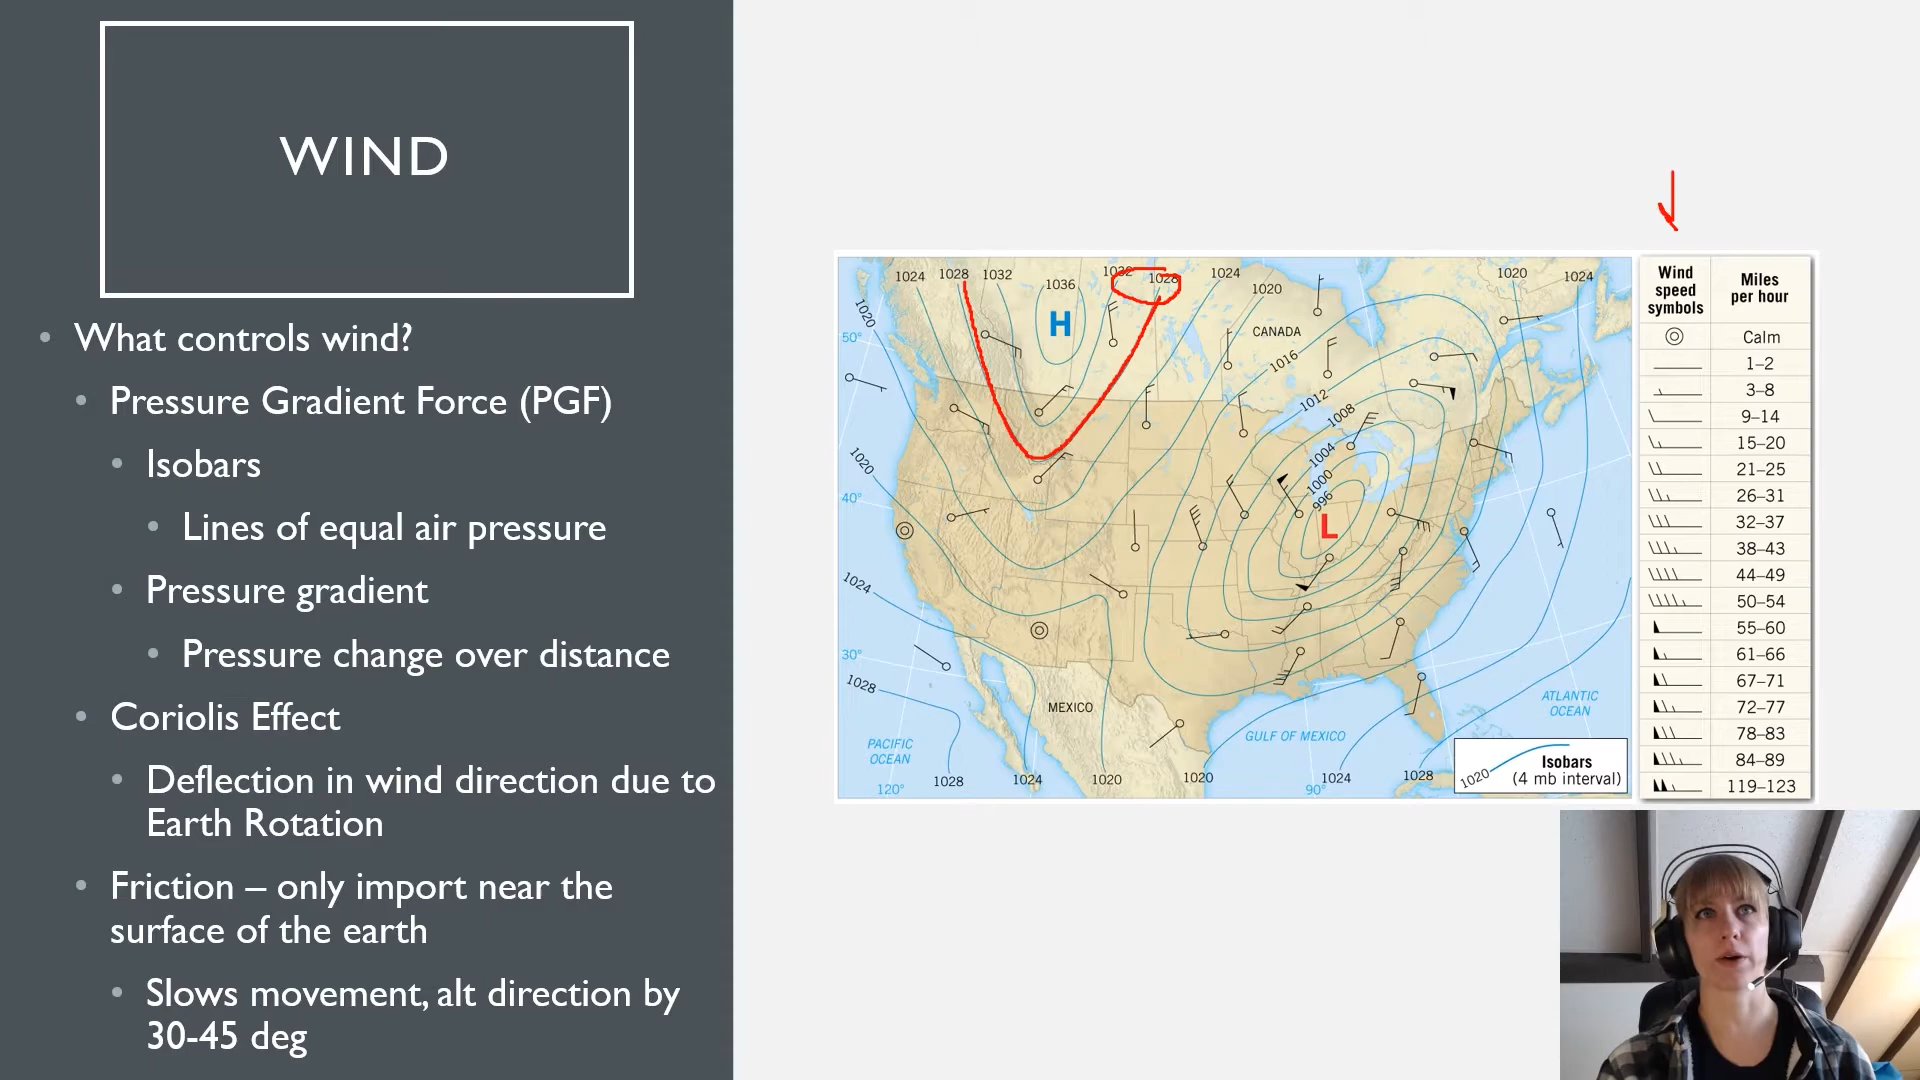 WIND
• What controls wind?
• Pressure Gradient Force (PGF)
• Isobars
• Lines of equal air pressure
• Pressure gradient
• Pressure change over distance
• Coriolis Effect
• Deflection in wind direction due to
Earth Rotation
• Friction – only import near the
surface of the earth
• Slows movement, alt direction by
30-45 deg
1024 1028 1032 1032 1028 1024 1020 1024
1036 1020
1020
H
50°
CANADA
1016
1012
1008
1004
1020
1000
40°
996
L
1024
30°
1028
MEXICO
ATLANTIC
OCEAN
PACIFIC
OCEAN
GULF OF MEXICO
1028 1024 1020 1020 1024 1028
120° 90°
1020
Isobars
(4 mb interval)
Wind
speed
symbols
Miles
per hour
Calm
1–2
3–8
9–14
15–20
21–25
26–31
32–37
38–43
44–49
50–54
55–60
61–66
67–71
72–77
78–83
84–89
119–123